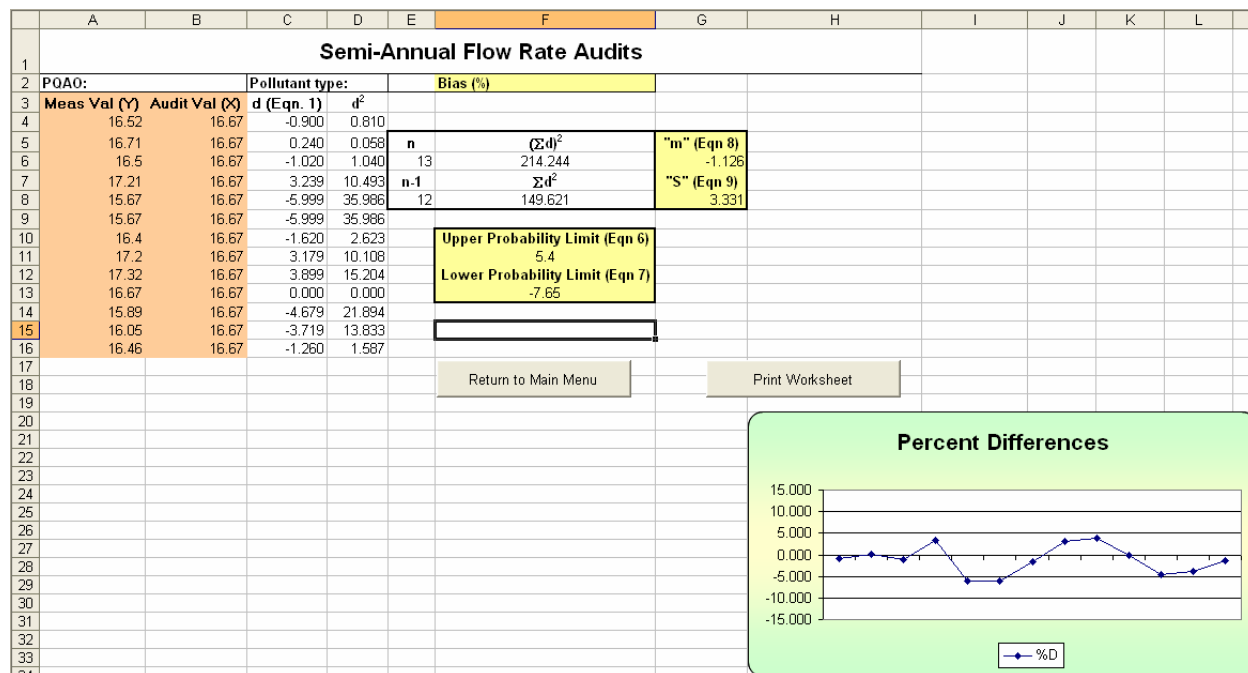 A B C D E F G H I J K L
1 Semi-Annual Flow Rate Audits
2 PQAO: Pollutant type: Bias (%)
3 Meas Val (Y) Audit Val (X) d (Eqn. 1) d²
4 16.52 16.67 -0.900 0.810
5 16.71 16.67 0.240 0.058 n (Σd)² "m" (Eqn 8)
6 16.5 16.67 -1.020 1.040 13 214.244 -1.126
7 17.21 16.67 3.239 10.493 n-1 Σd² "S" (Eqn 9)
8 15.67 16.67 -5.999 35.986 12 149.621 3.331
9 15.67 16.67 -5.999 35.986
10 16.4 16.67 -1.620 2.623 Upper Probability Limit (Eqn 6)
11 17.2 16.67 3.179 10.108 5.4
12 17.32 16.67 3.899 15.204 Lower Probability Limit (Eqn 7)
13 16.67 16.67 0.000 0.000 -7.65
14 15.89 16.67 -4.679 21.894
15 16.05 16.67 -3.719 13.833
16 16.46 16.67 -1.260 1.587
17
18 Return to Main Menu Print Worksheet
19
20
21 Percent Differences
22
23
24 15.000
25 10.000
26 5.000
27 0.000
28 -5.000
29 -10.000
30 -15.000
31
32
33 %D